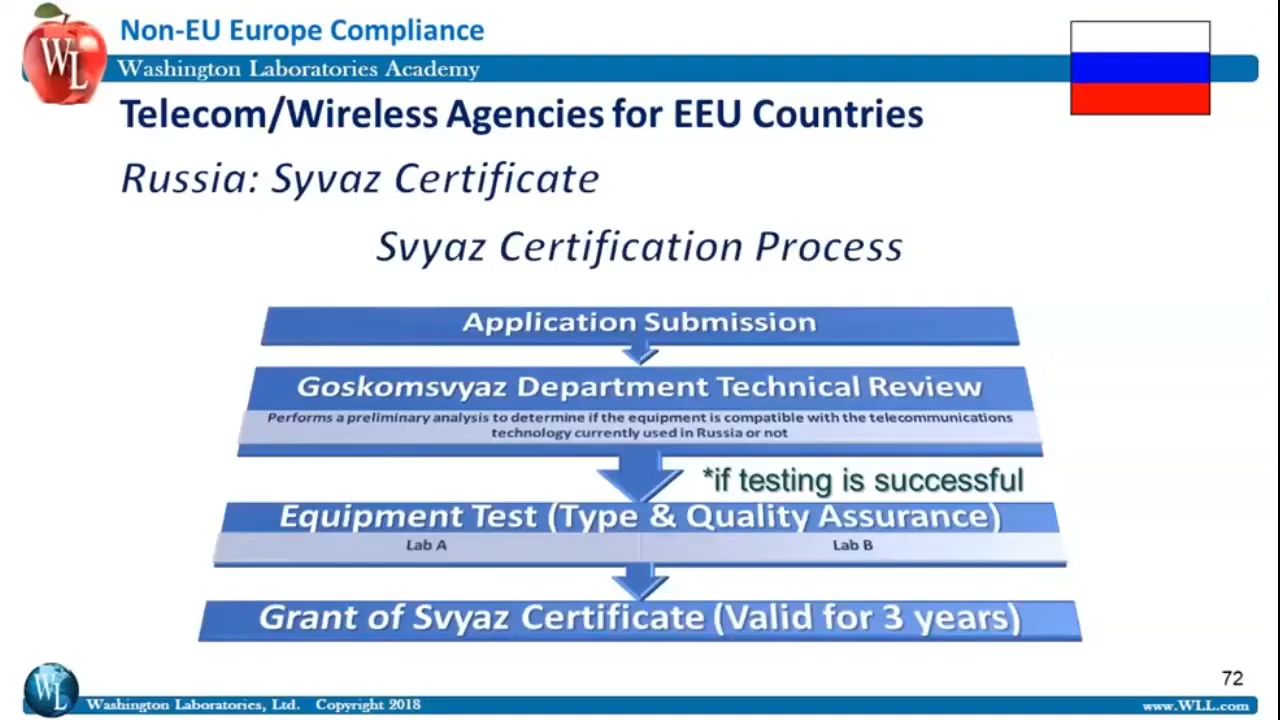 Non-EU Europe Compliance
WL
Washington Laboratories Academy
Telecom/Wireless Agencies for EEU Countries
Russia: Syvaz Certificate
Svyaz Certification Process
Application Submission
Goskomsvyaz Department Technical Review
Performs a preliminary analysis to determine if the equipment is compatible with the telecommunications
technology currently used in Russia or not
*if testing is successful
Equipment Test (Type & Quality Assurance)
Lab A
Lab B
Grant of Svyaz Certificate (Valid for 3 years)
72
WL
Washington Laboratories, Ltd. Copyright 2018
www.WLL.com